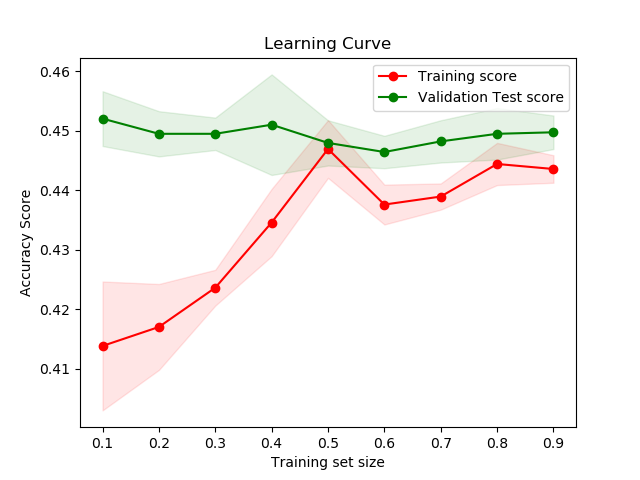 Learning Curve
Training score
Validation Test score
Accuracy Score
0.46
0.45
0.44
0.43
0.42
0.41
0.1 0.2 0.3 0.4 0.5 0.6 0.7 0.8 0.9
Training set size